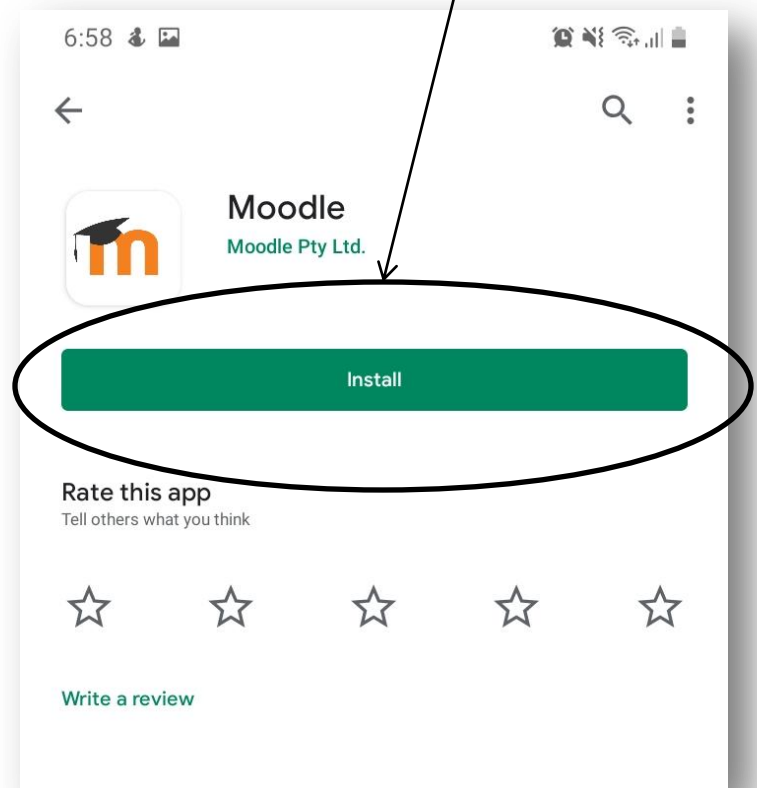 6:58
Moodle
Moodle Pty Ltd.
Install
Rate this app
Tell others what you think
Write a review